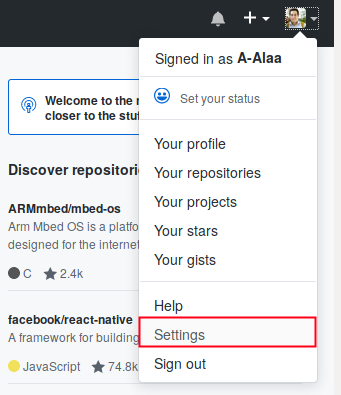 Signed in as A-Alaa
Set your status
Your profile
Your repositories
Your projects
Your stars
Your gists
Help
Settings
Sign out
Welcome to the
closer to the stu
Discover repositori
ARMmbed/mbed-os
Arm Mbed OS is a platfo
designed for the internet
C 2.4k
facebook/react-native
A framework for building
JavaScript 74.8k